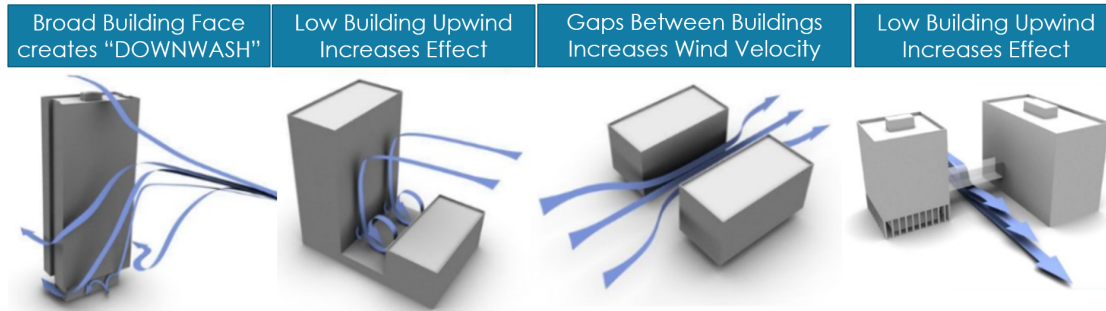 Broad Building Face
creates “DOWNWASH”
Low Building Upwind
Increases Effect
Gaps Between Buildings
Increases Wind Velocity
Low Building Upwind
Increases Effect